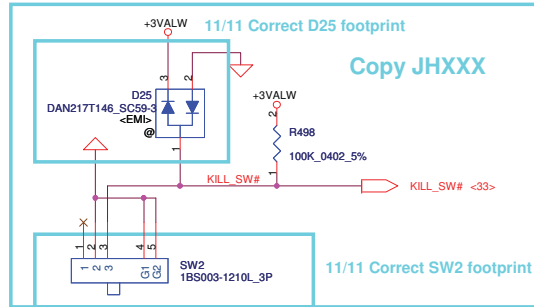 +3VALW
11/11 Correct D25 footprint
Copy JHXXX
3
2
D25
DAN217T146_SC59-3
<EMI>
@
1
+3VALW
2
R498
100K_0402_5%
1
KILL_SW#
KILL_SW# <33>
1
2
3
4
5
1
2
3
G1
G2
SW2
1BS003-1210L_3P
11/11 Correct SW2 footprint